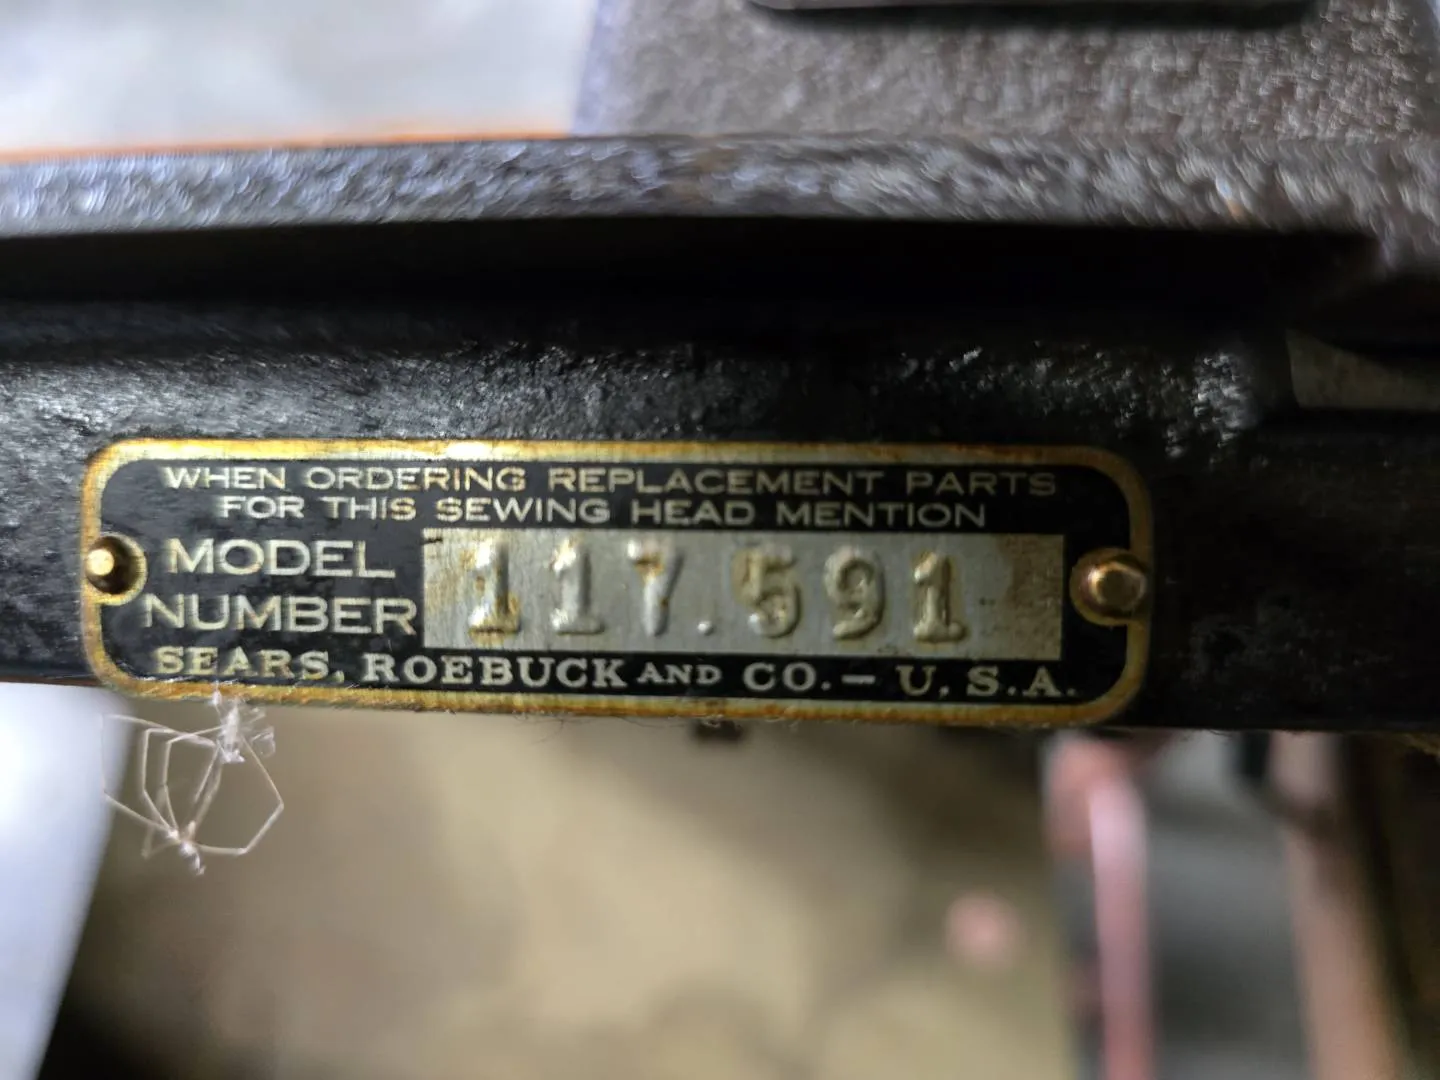 WHEN ORDERING REPLACEMENT PARTS
FOR THIS SEWING HEAD MENTION
MODEL NUMBER 117.591
SEARS, ROEBUCK AND CO. – U.S.A.